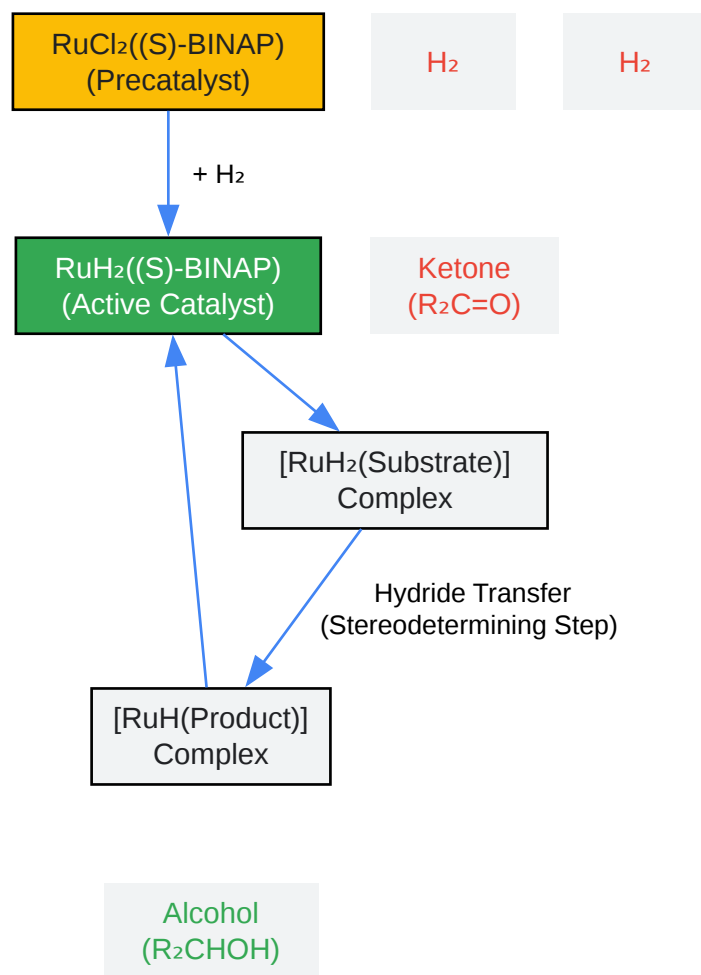 RuCl₂((S)-BINAP)
(Precatalyst)
H₂
H₂
+ H₂
RuH₂((S)-BINAP)
(Active Catalyst)
Ketone
(R₂C=O)
[RuH₂(Substrate)]
Complex
Hydride Transfer
(Stereodetermining Step)
[RuH(Product)]
Complex
Alcohol
(R₂CHOH)